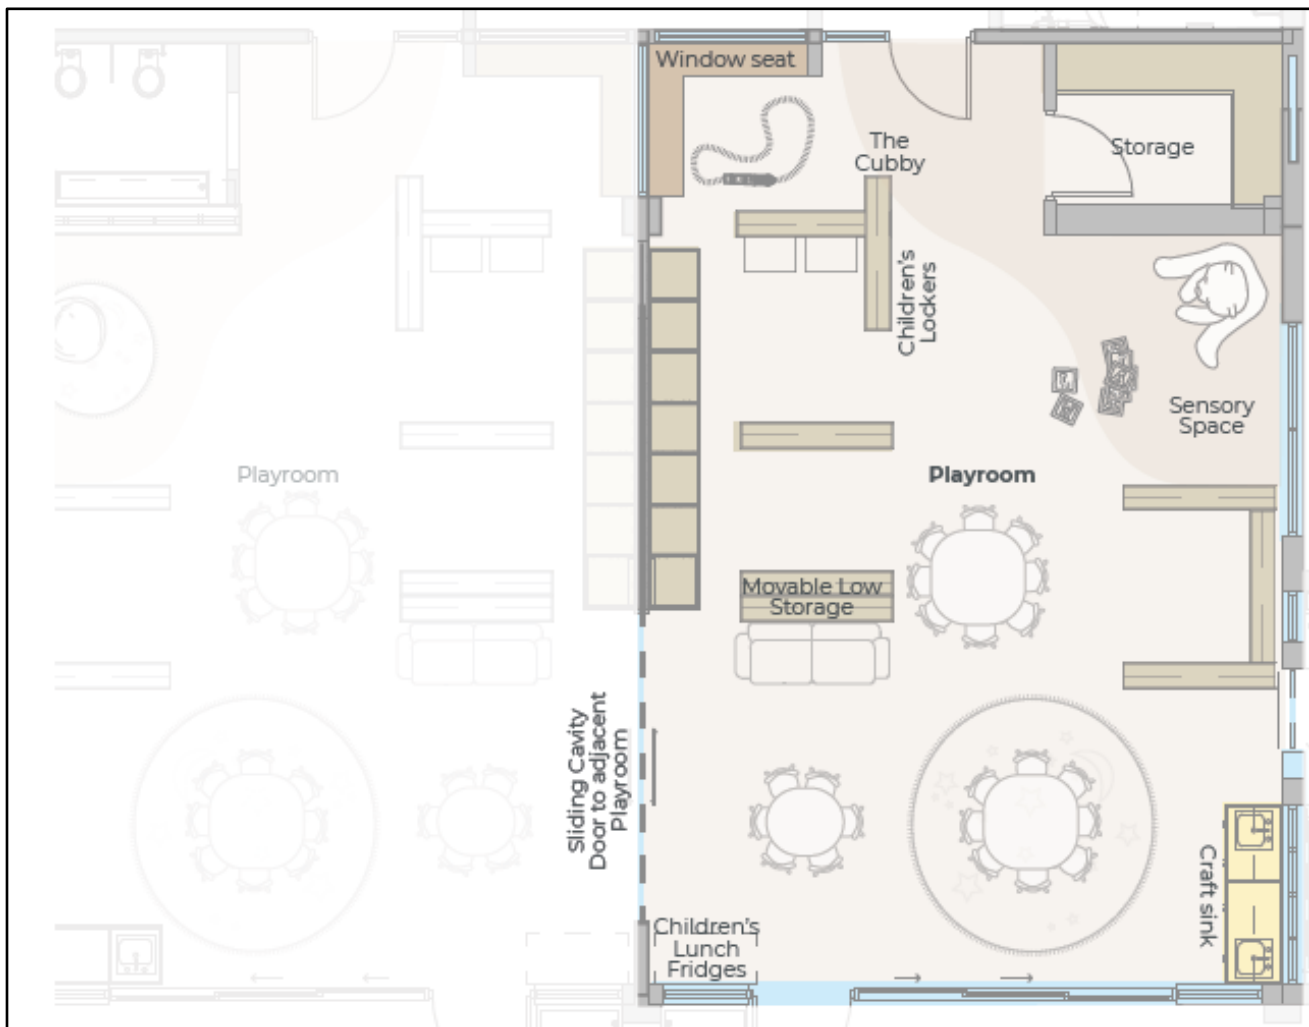 Window seat
The
Cubby
Storage
Children's
Lockers
Sensory
Space
Playroom
Playroom
Movable Low
Storage
Sliding Cavity
Door to adjacent
Playroom
Craft sink
Children's
Lunch
Fridges